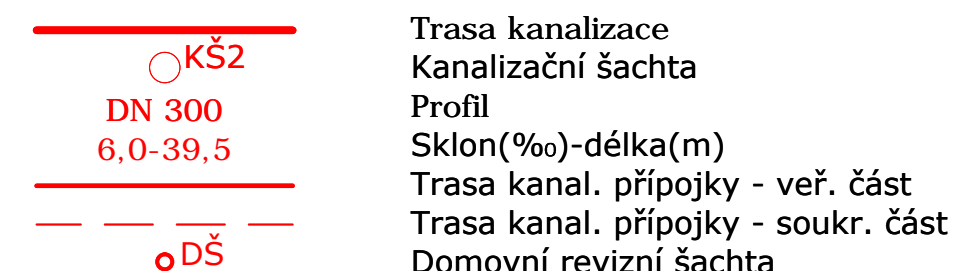 Trasa kanalizace
KŠ2 Kanalizační šachta
DN 300 Profil
6,0-39,5 Sklon(‰)-délka(m)
Trasa kanal. přípojky - veř. část
Trasa kanal. přípojky - soukr. část
DŠ Domovní revizní šachta